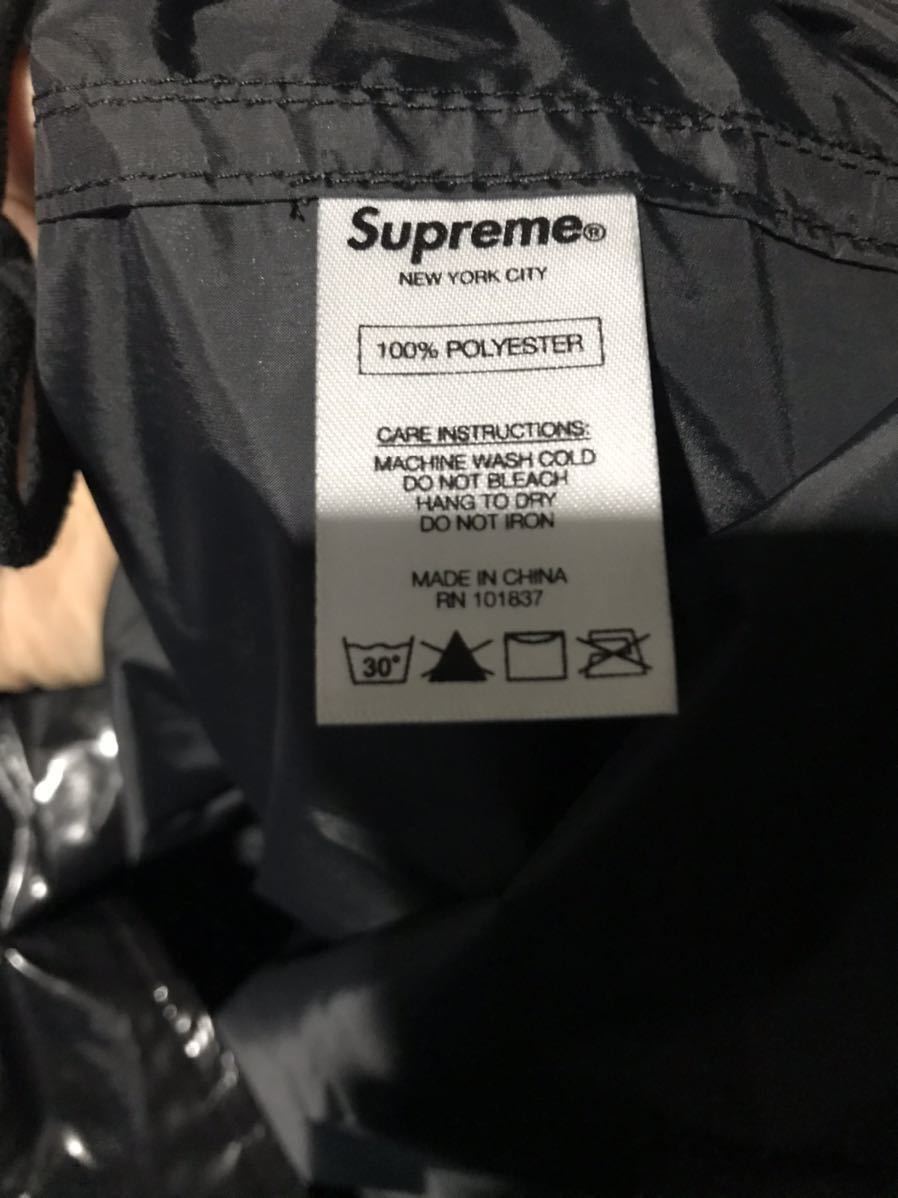 Supreme®
NEW YORK CITY
100% POLYESTER
CARE INSTRUCTIONS:
MACHINE WASH COLD
DO NOT BLEACH
HANG TO DRY
DO NOT IRON
MADE IN CHINA
RN 101837
30°